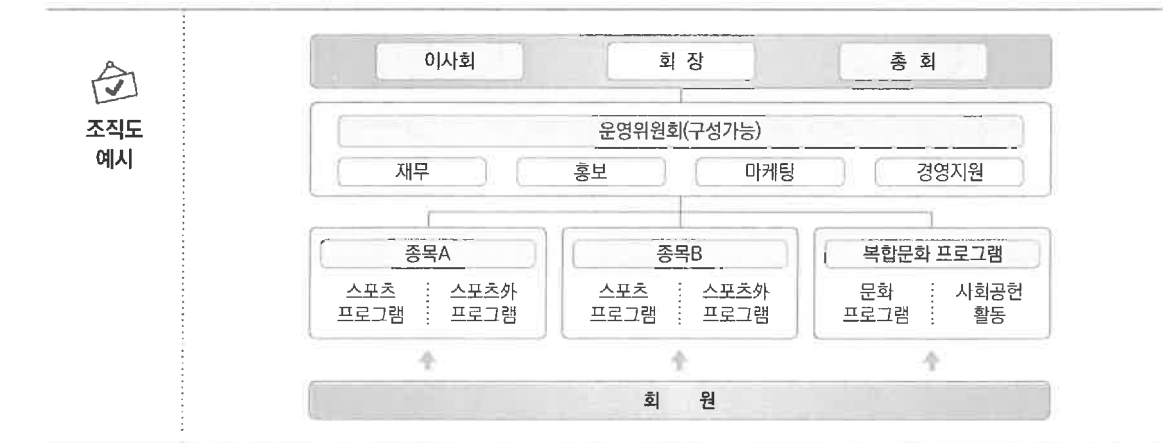 조직도
예시
이사회 회 장 총 회
운영위원회(구성가능)
재무 홍보 마케팅 경영지원
종목A 종목B 복합문화 프로그램
스포츠 스포츠外 스포츠 스포츠外 문화 사회공헌
프로그램 프로그램 프로그램 프로그램 프로그램 활동
회 원